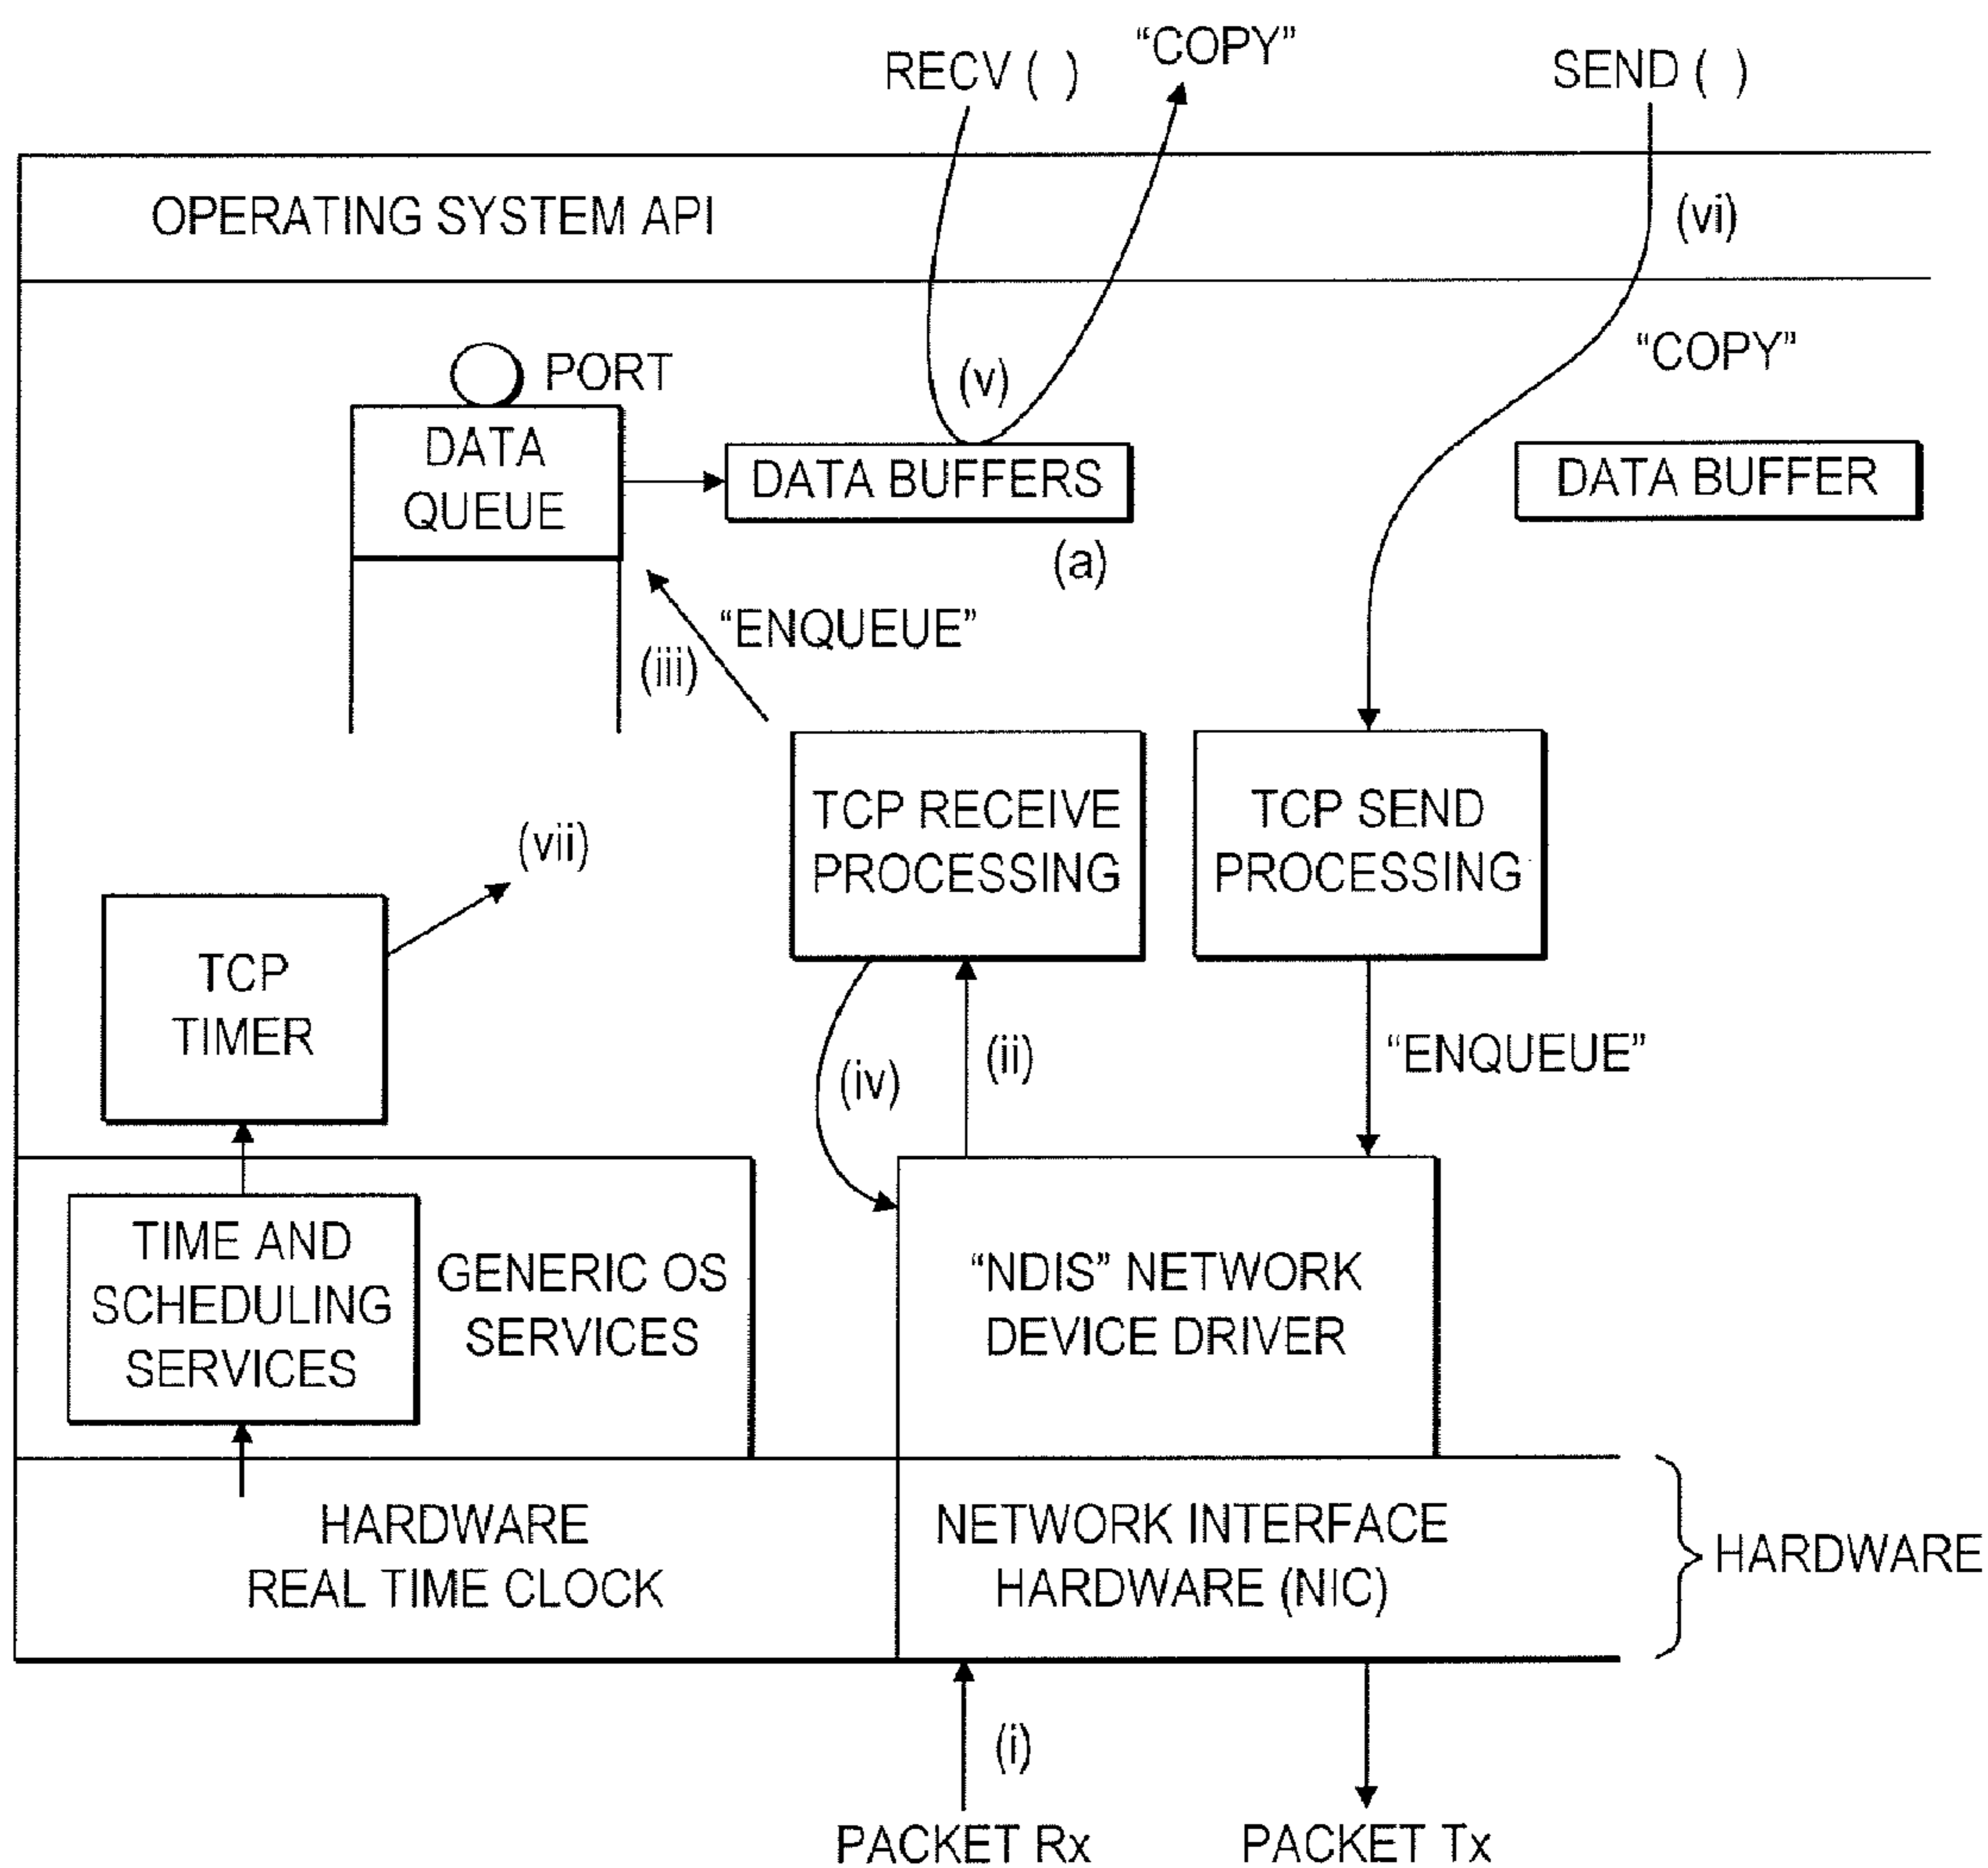 RECV ( )
“COPY”
SEND ( )
OPERATING SYSTEM API
(vi)
“COPY”
PORT
(v)
DATA
QUEUE
DATA BUFFERS
DATA BUFFER
(a)
“ENQUEUE”
(iii)
TCP RECEIVE
PROCESSING
TCP SEND
PROCESSING
(vii)
TCP
TIMER
(iv)
(ii)
“ENQUEUE”
TIME AND
SCHEDULING
SERVICES
GENERIC OS
SERVICES
“NDIS” NETWORK
DEVICE DRIVER
HARDWARE
REAL TIME CLOCK
NETWORK INTERFACE
HARDWARE (NIC)
HARDWARE
(i)
PACKET Rx
PACKET Tx